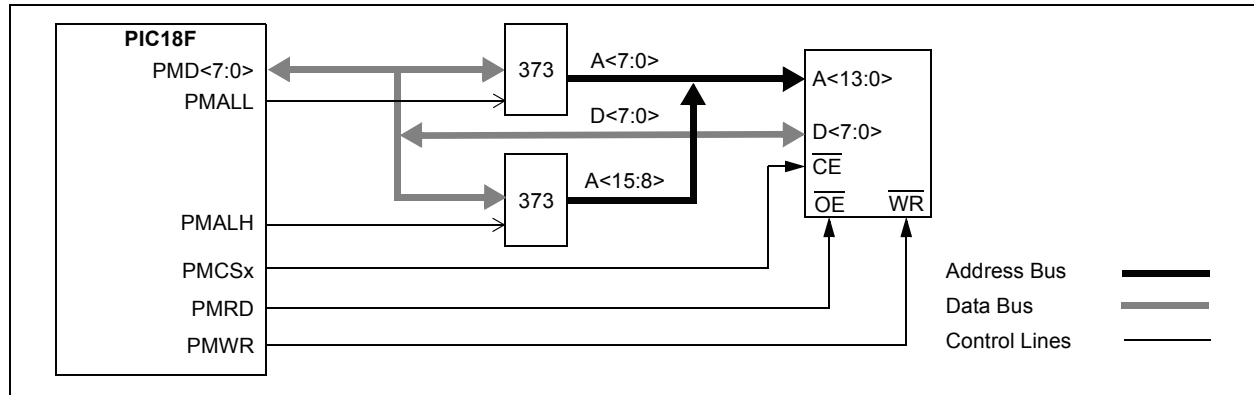 PIC18F
PMD<7:0>
PMALL
373
A<7:0>
A<13:0>
D<7:0>
D<7:0>
CE
373
A<15:8>
OE WR
PMALH
PMCSx
PMRD
PMWR
Address Bus
Data Bus
Control Lines